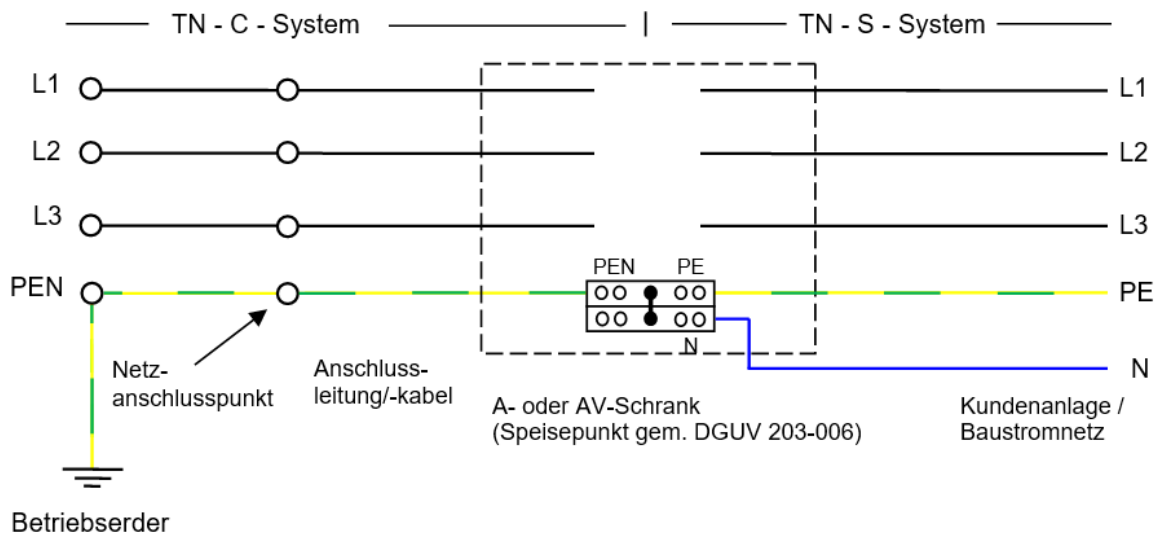 TN - C - System
TN - S - System
L1
L1
L2
L2
L3
L3
PEN
PEN
PE
PE
N
N
Netz-
anschlusspunkt
Anschluss-
leitung/-kabel
A- oder AV-Schrank
(Speisepunkt gem. DGUV 203-006)
Kundenanlage /
Baustromnetz
Betriebserder